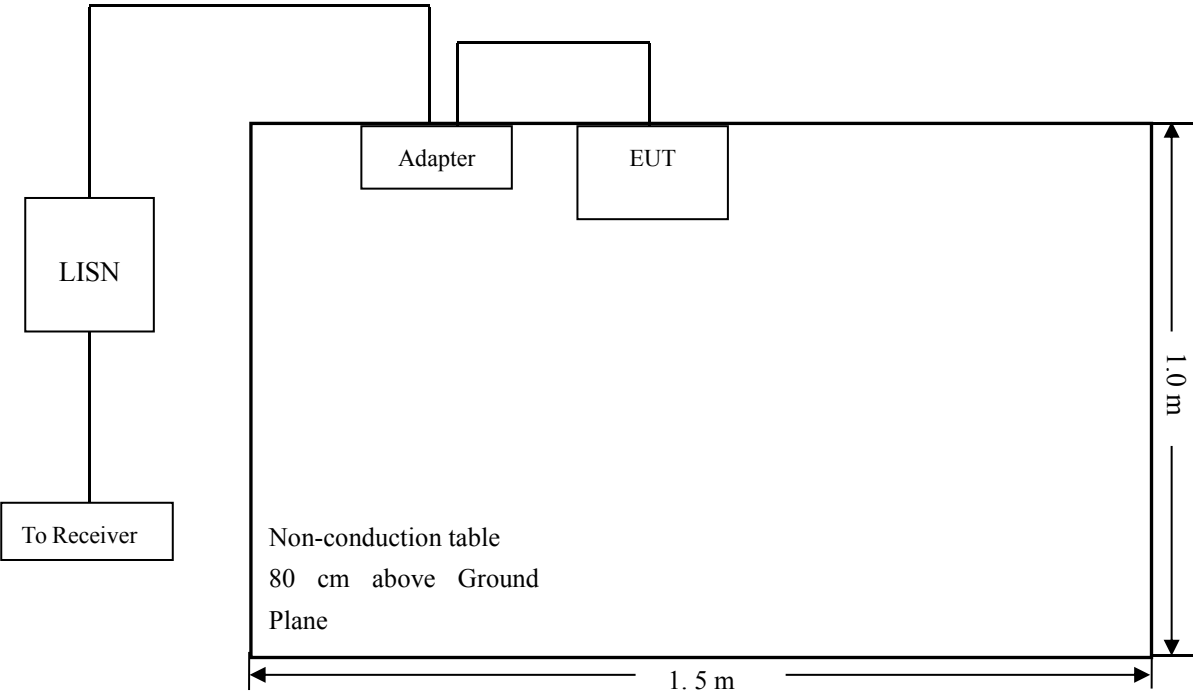 Adapter
EUT
LISN
To Receiver
Non-conduction table
80 cm above Ground
Plane
1.0 m
1. 5 m